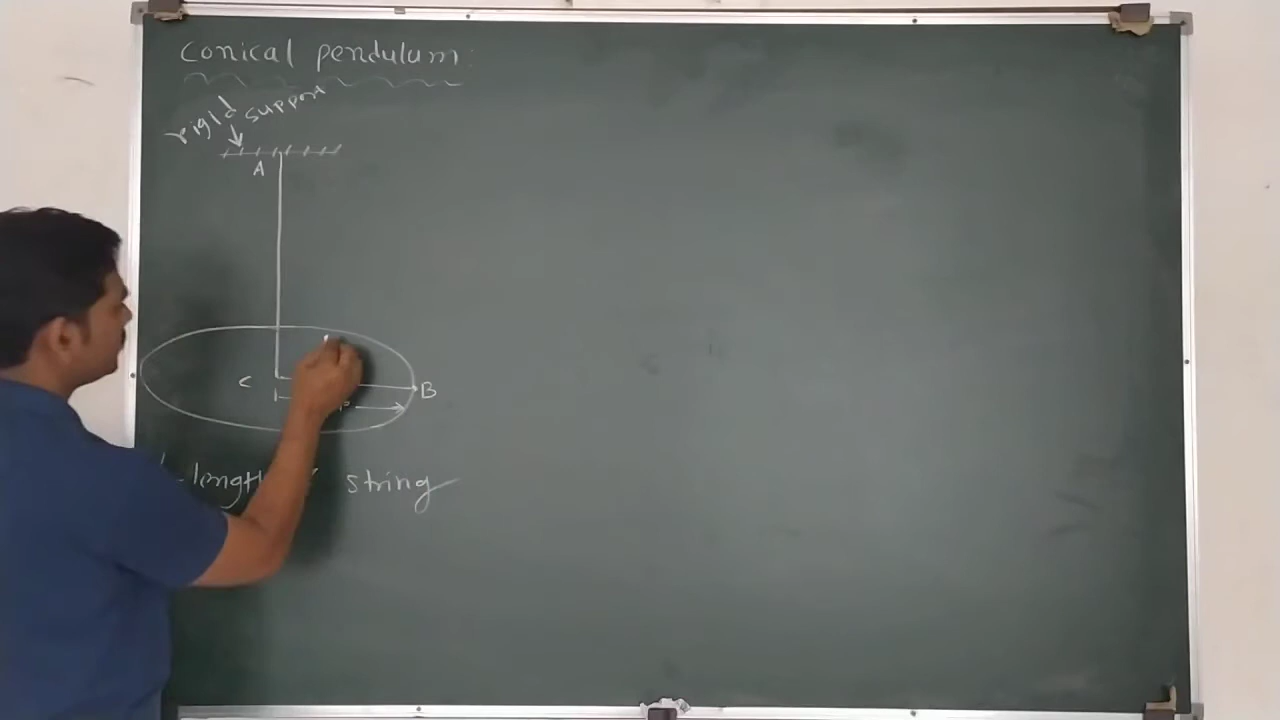 conical pendulum:
rigid support
A
C
B
length
string